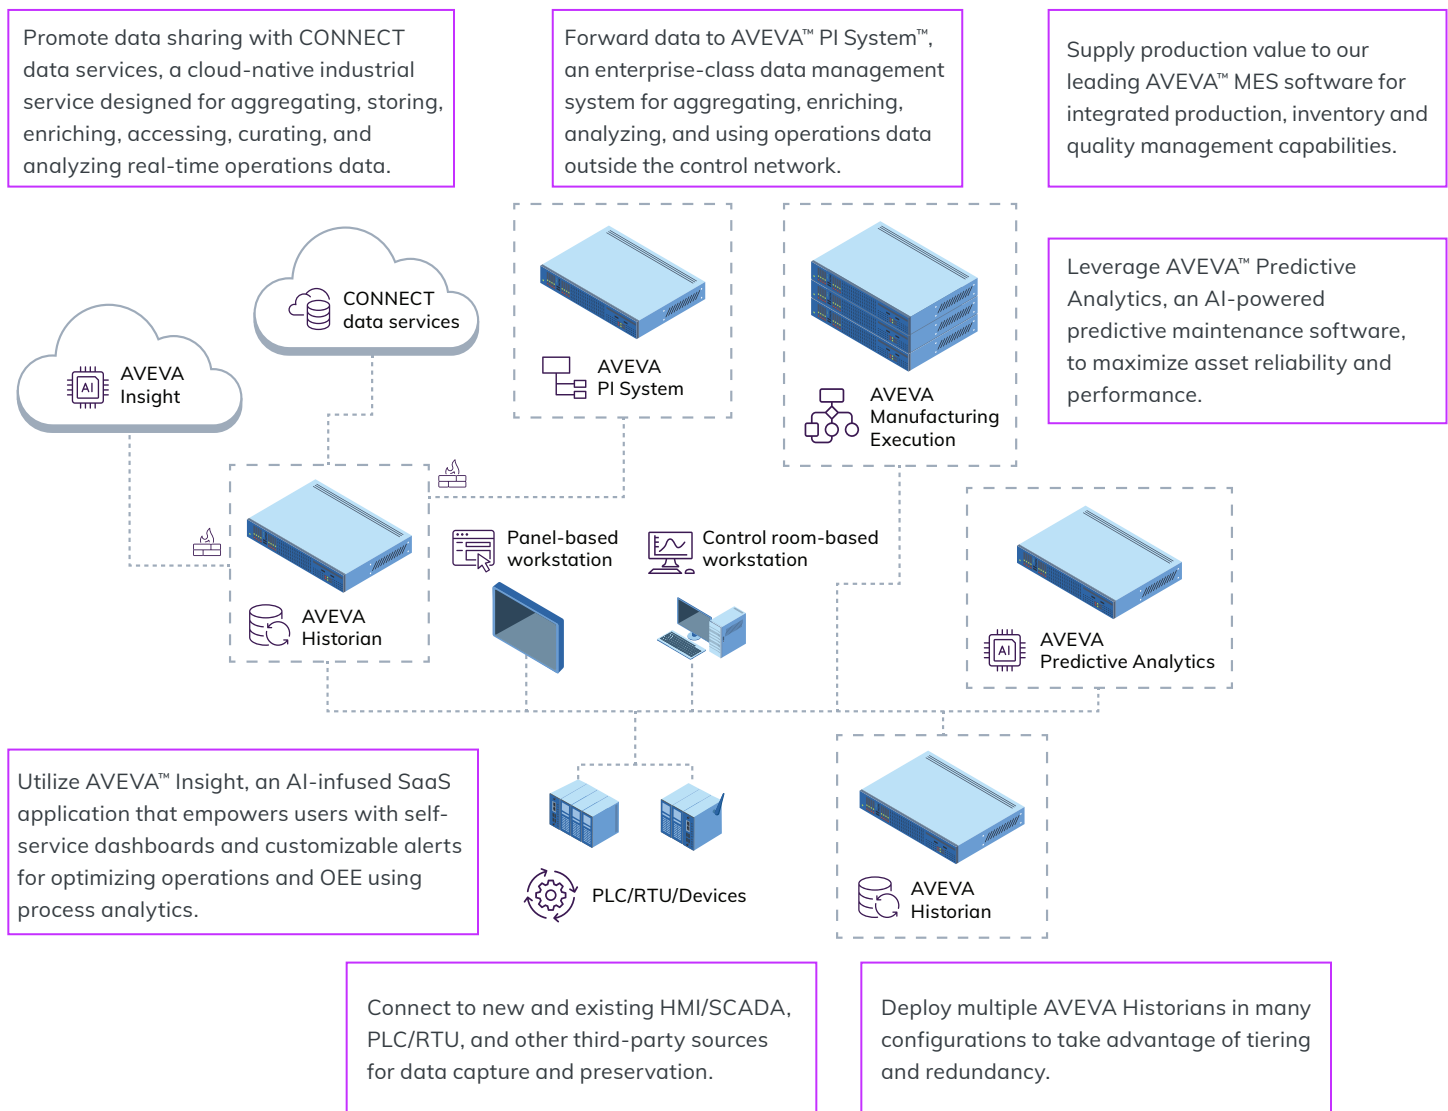 Promote data sharing with CONNECT
data services, a cloud-native industrial
service designed for aggregating, storing,
enriching, accessing, curating, and
analyzing real-time operations data.
Forward data to AVEVA™ PI System™,
an enterprise-class data management
system for aggregating, enriching,
analyzing, and using operations data
outside the control network.
Supply production value to our
leading AVEVA™ MES software for
integrated production, inventory and
quality management capabilities.
Leverage AVEVA™ Predictive
Analytics, an AI-powered
predictive maintenance software,
to maximize asset reliability and
performance.
CONNECT
data services
AI
AVEVA
Insight
AVEVA
PI System
AVEVA
Manufacturing
Execution
AVEVA
Historian
Panel-based
workstation
Control room-based
workstation
AI
AVEVA
Predictive Analytics
Utilize AVEVA™ Insight, an AI-infused SaaS
application that empowers users with self-
service dashboards and customizable alerts
for optimizing operations and OEE using
process analytics.
PLC/RTU/Devices
AVEVA
Historian
Connect to new and existing HMI/SCADA,
PLC/RTU, and other third-party sources
for data capture and preservation.
Deploy multiple AVEVA Historians in many
configurations to take advantage of tiering
and redundancy.